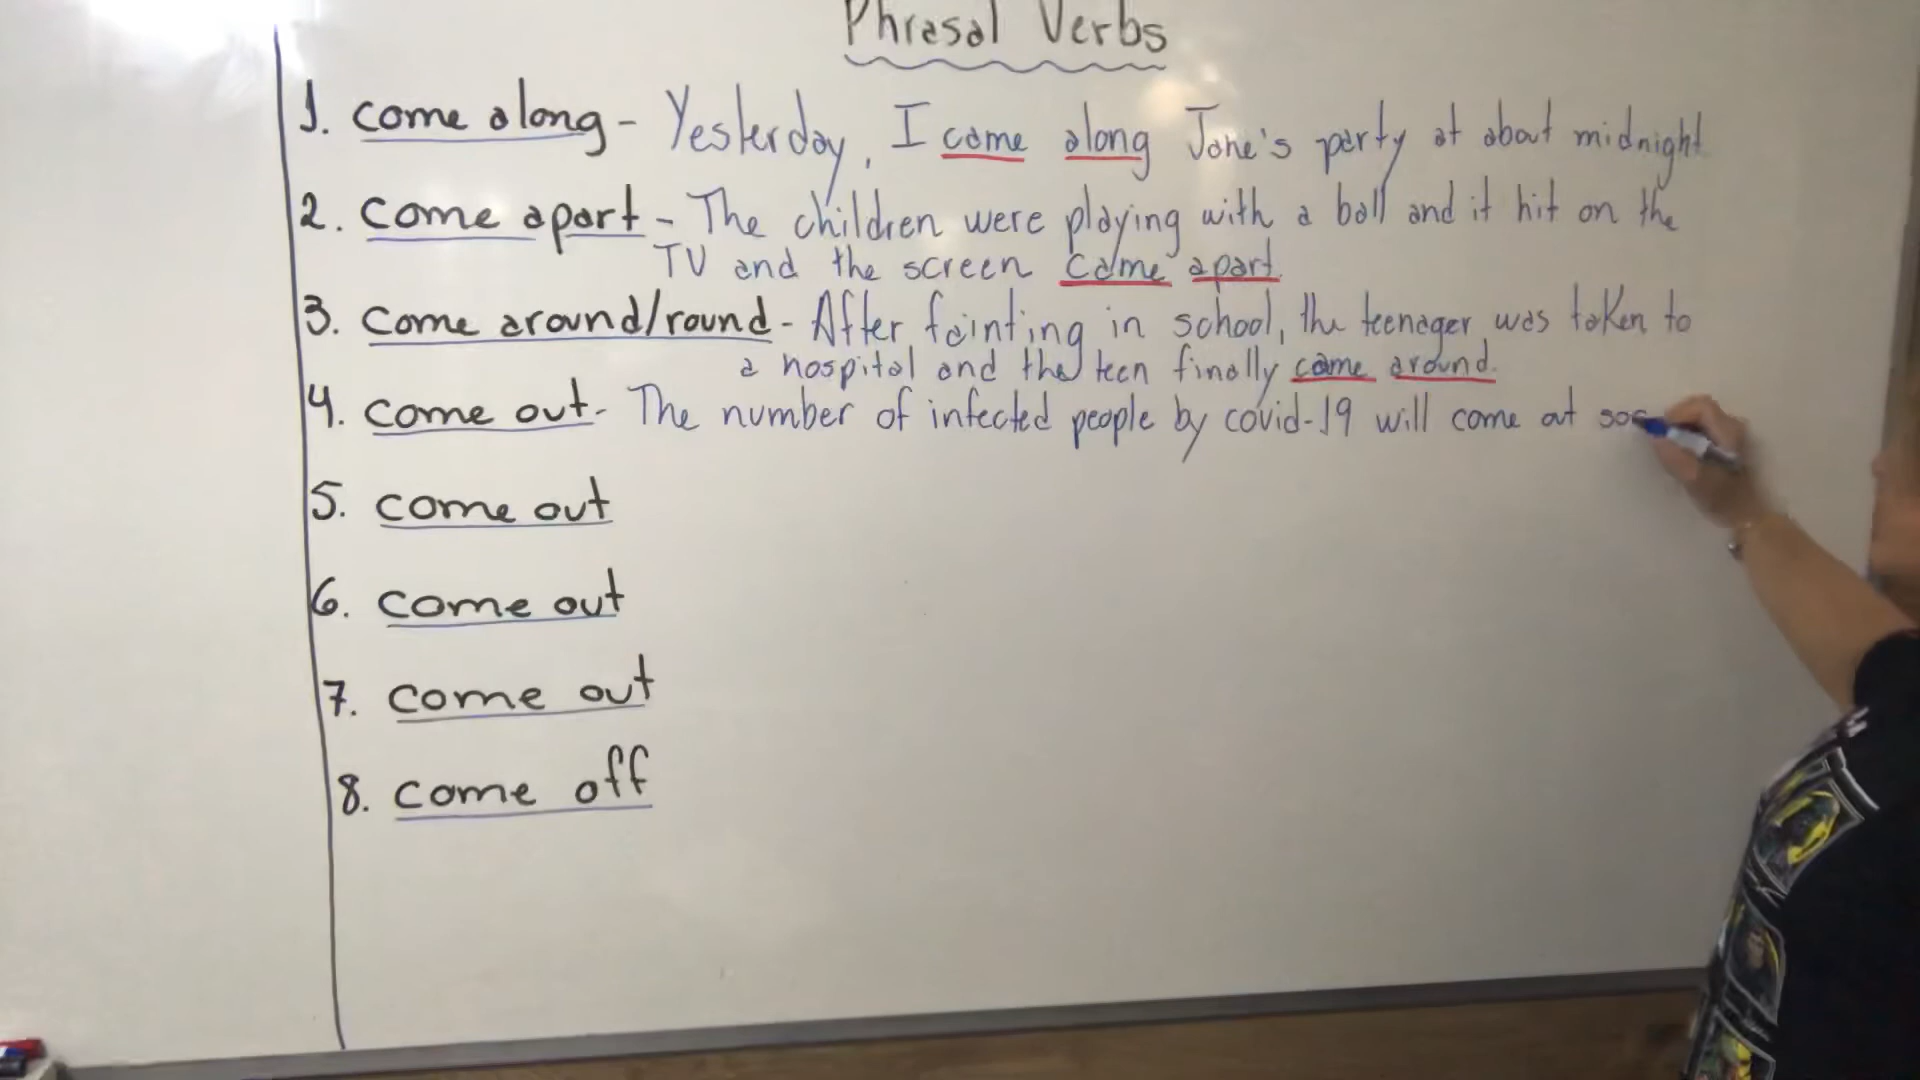 Phrasal Verbs
1. come along - Yesterday, I came along Jane's party at about midnight
2. come apart - The children were playing with a ball and it hit on the
TV and the screen came apart.
3. come around/round - After fainting in school, the teenager was taken to
a hospital and the teen finally came around.
4. come out - The number of infected people by covid-19 will come out
5. come out
6. come out
7. come out
8. come off